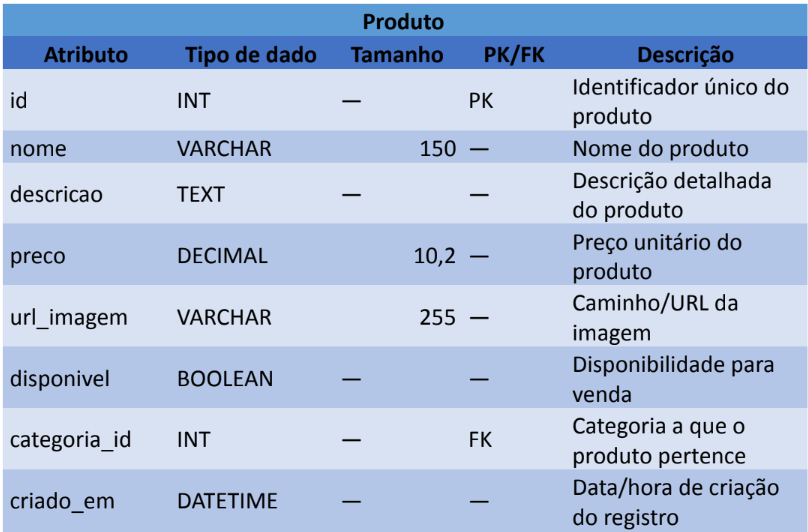 Produto
Atributo Tipo de dado Tamanho PK/FK Descrição
id INT — PK Identificador único do
produto
nome VARCHAR 150 — Nome do produto
descricao TEXT — — Descrição detalhada
do produto
preco DECIMAL 10,2 — Preço unitário do
produto
url_imagem VARCHAR 255 — Caminho/URL da
imagem
disponivel BOOLEAN — — Disponibilidade para
venda
categoria_id INT — FK Categoria a que o
produto pertence
criado_em DATETIME — — Data/hora de criação
do registro